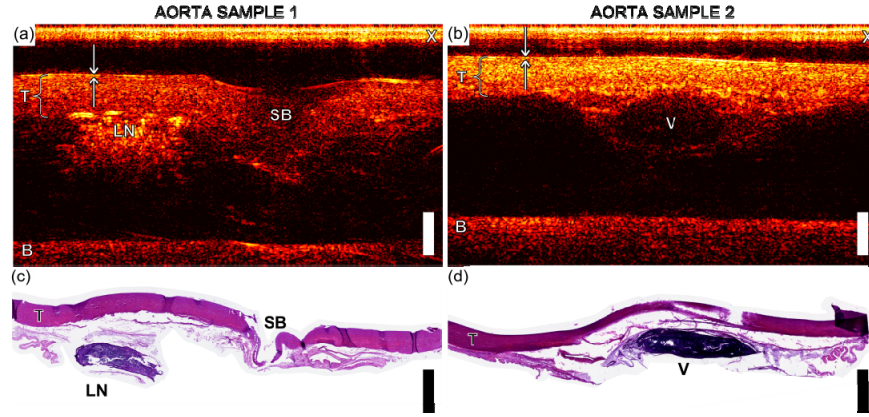 AORTA SAMPLE 1
AORTA SAMPLE 2
(a)
X
T
LN
SB
B
(b)
X
T
V
B
(c)
T
SB
LN
(d)
T
V